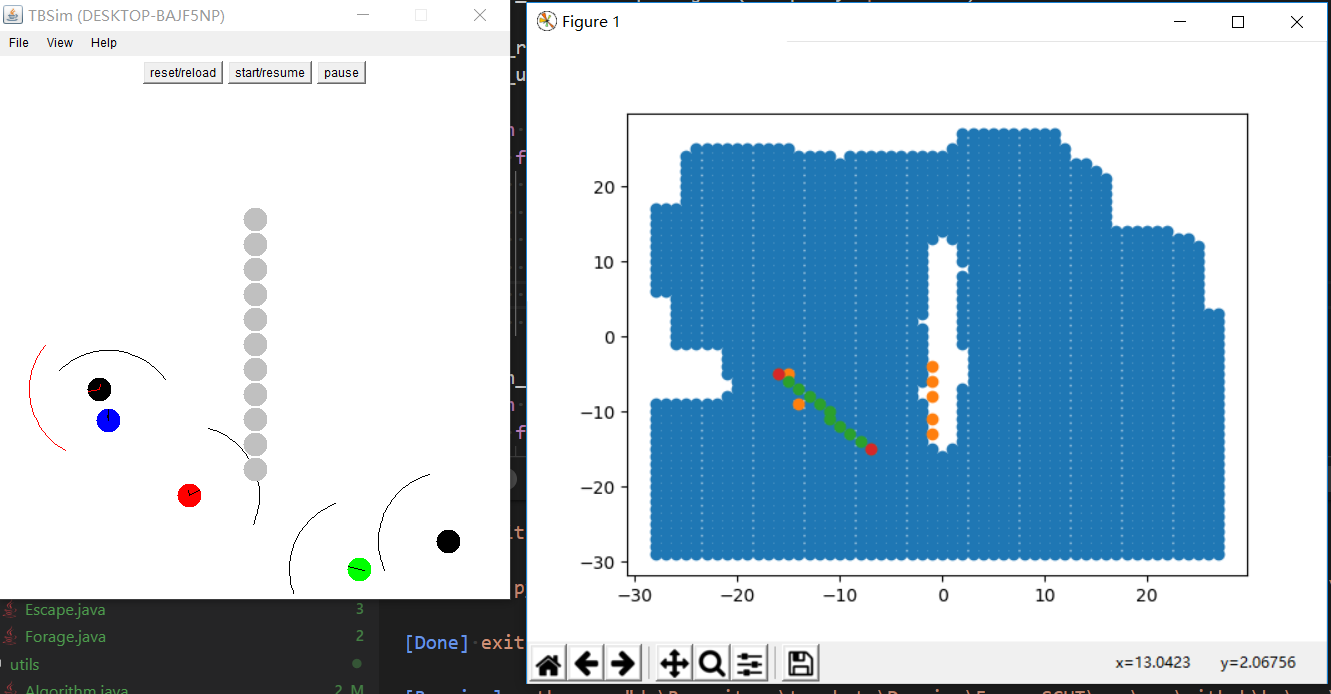 TBSim (DESKTOP-BAJF5NP)
File View Help
reset/reload start/resume pause
Escape.java 3
Forage.java 2
utils
Algorithm.java 2, M
[Done] exit
Figure 1
20
10
0
−10
−20
−30
−30 −20 −10 0 10 20
x=13.0423 y=2.06756